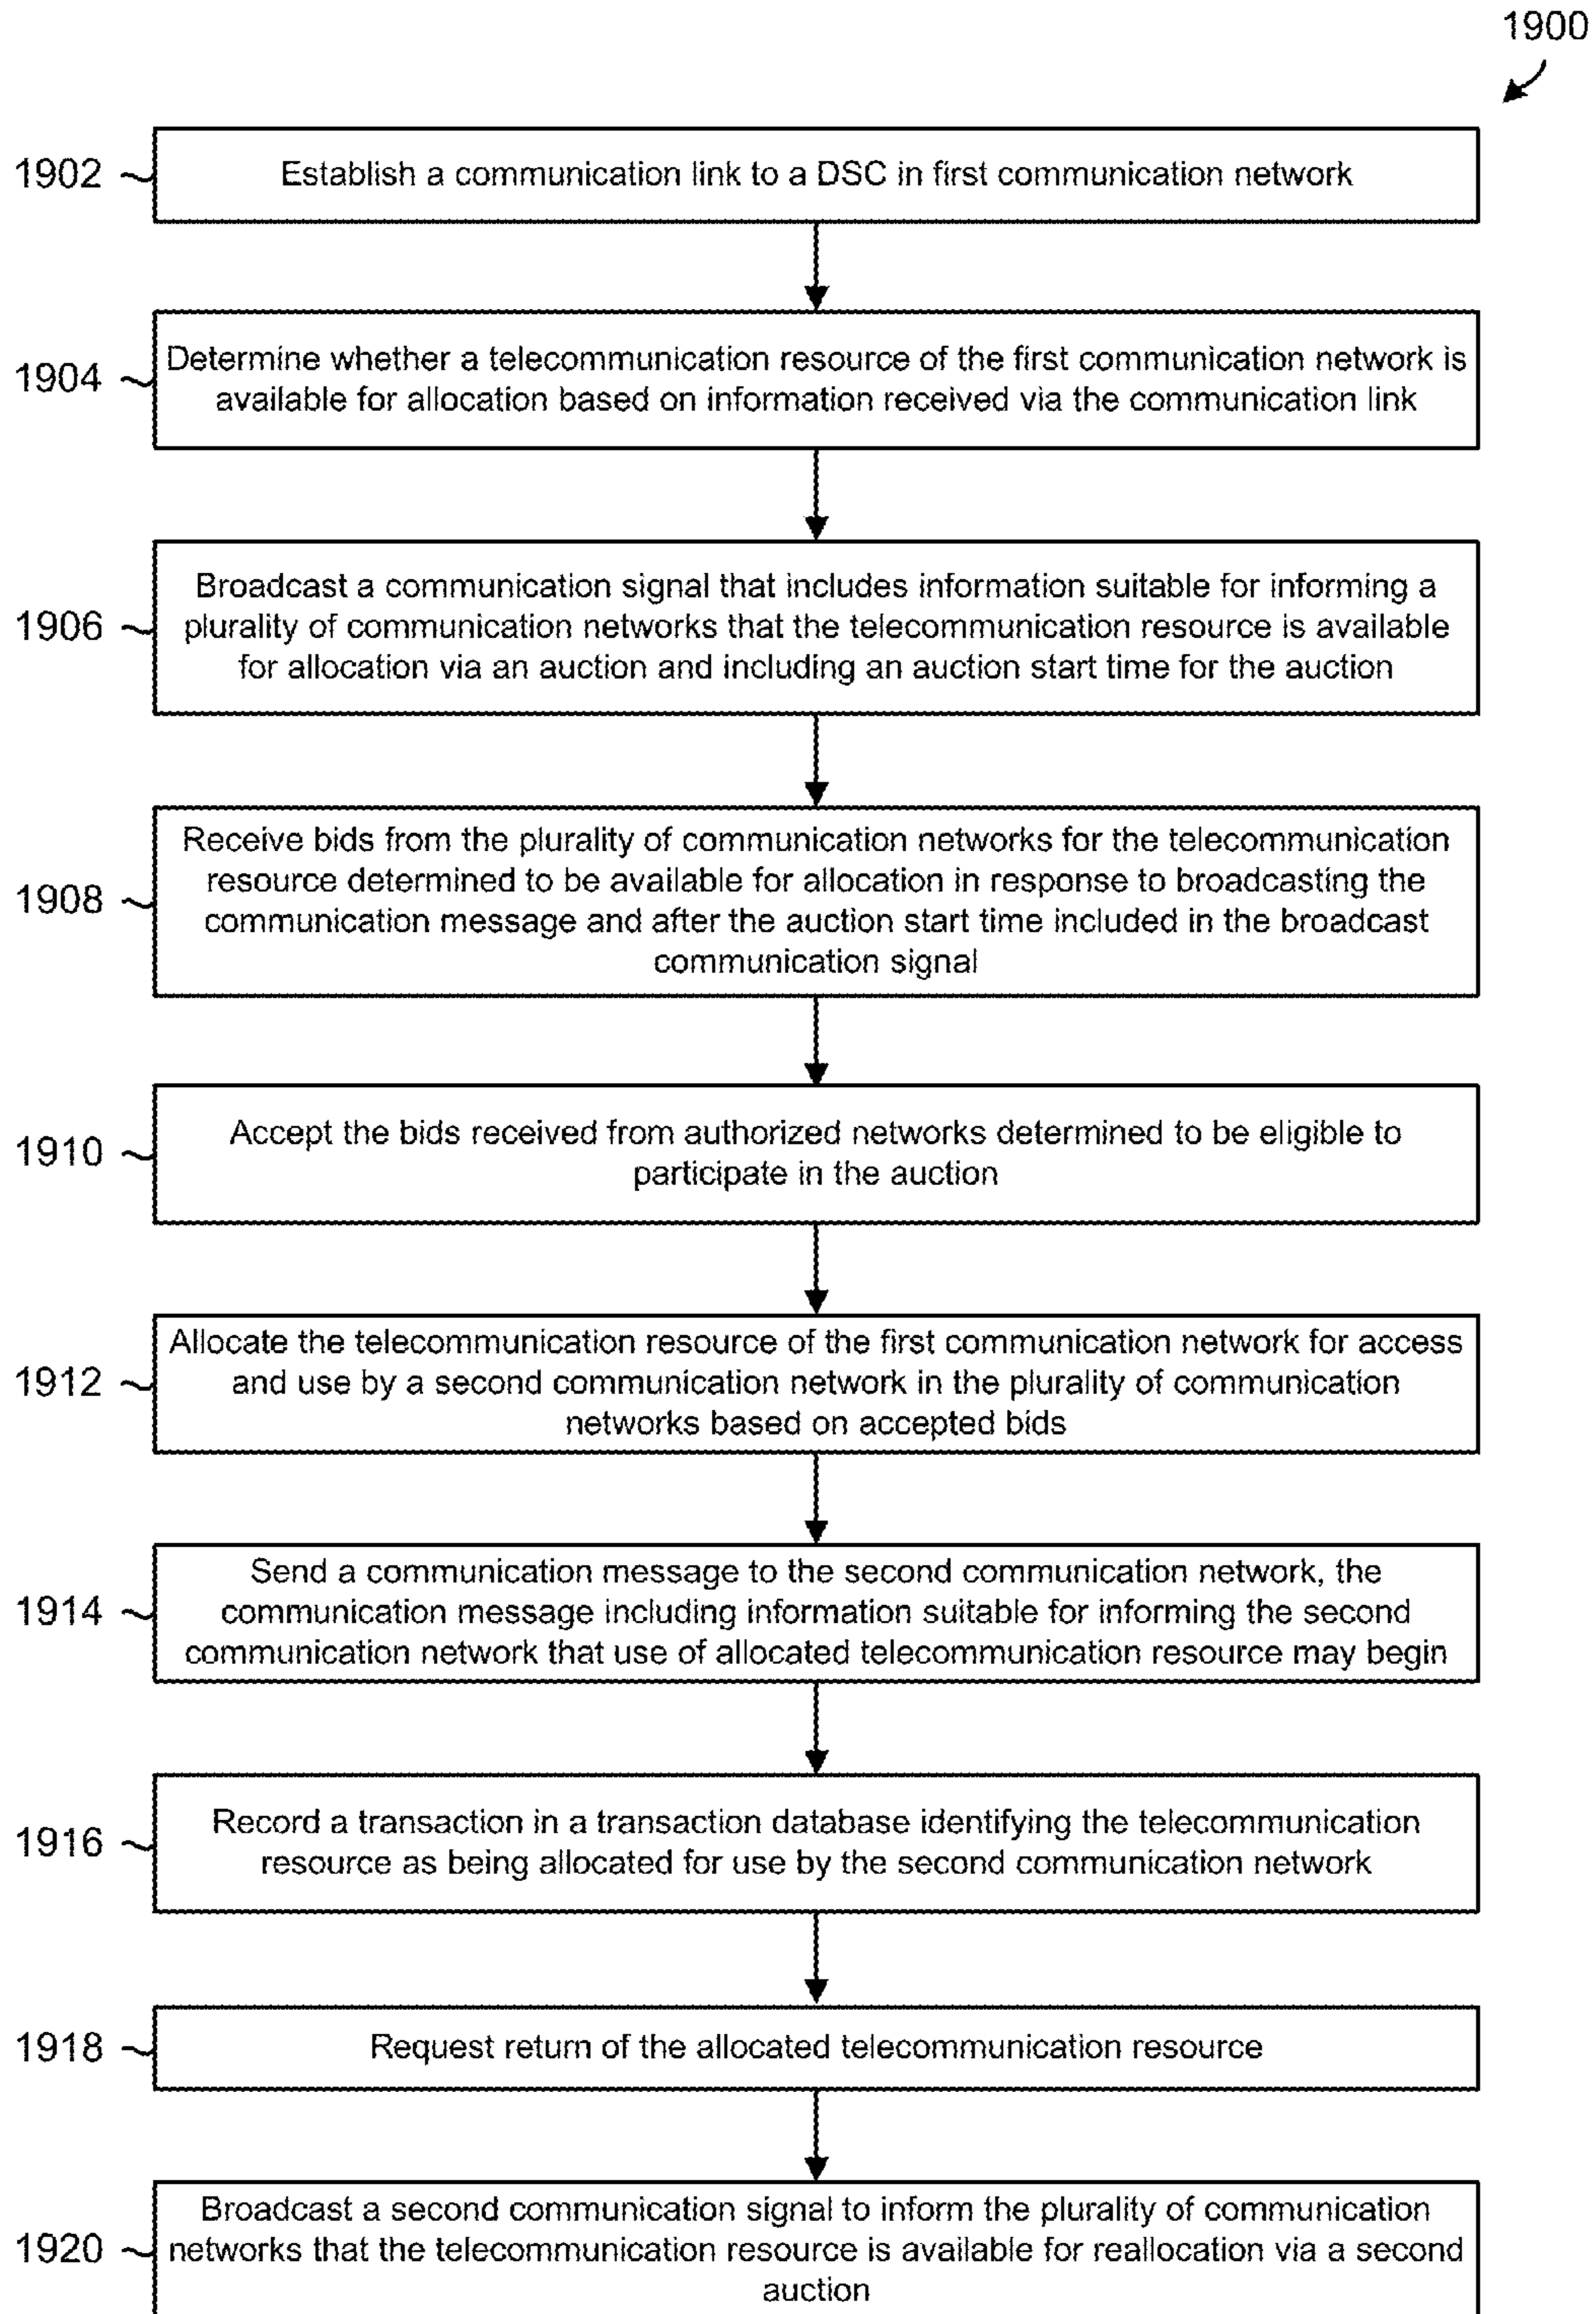 1900
1902
Establish a communication link to a DSC in first communication network
1904
Determine whether a telecommunication resource of the first communication network is
available for allocation based on information received via the communication link
1906
Broadcast a communication signal that includes information suitable for informing a
plurality of communication networks that the telecommunication resource is available
for allocation via an auction and including an auction start time for the auction
1908
Receive bids from the plurality of communication networks for the telecommunication
resource determined to be available for allocation in response to broadcasting the
communication message and after the auction start time included in the broadcast
communication signal
1910
Accept the bids received from authorized networks determined to be eligible to
participate in the auction
1912
Allocate the telecommunication resource of the first communication network for access
and use by a second communication network in the plurality of communication
networks based on accepted bids
1914
Send a communication message to the second communication network, the
communication message including information suitable for informing the second
communication network that use of allocated telecommunication resource may begin
1916
Record a transaction in a transaction database identifying the telecommunication
resource as being allocated for use by the second communication network
1918
Request return of the allocated telecommunication resource
1920
Broadcast a second communication signal to inform the plurality of communication
networks that the telecommunication resource is available for reallocation via a second
auction